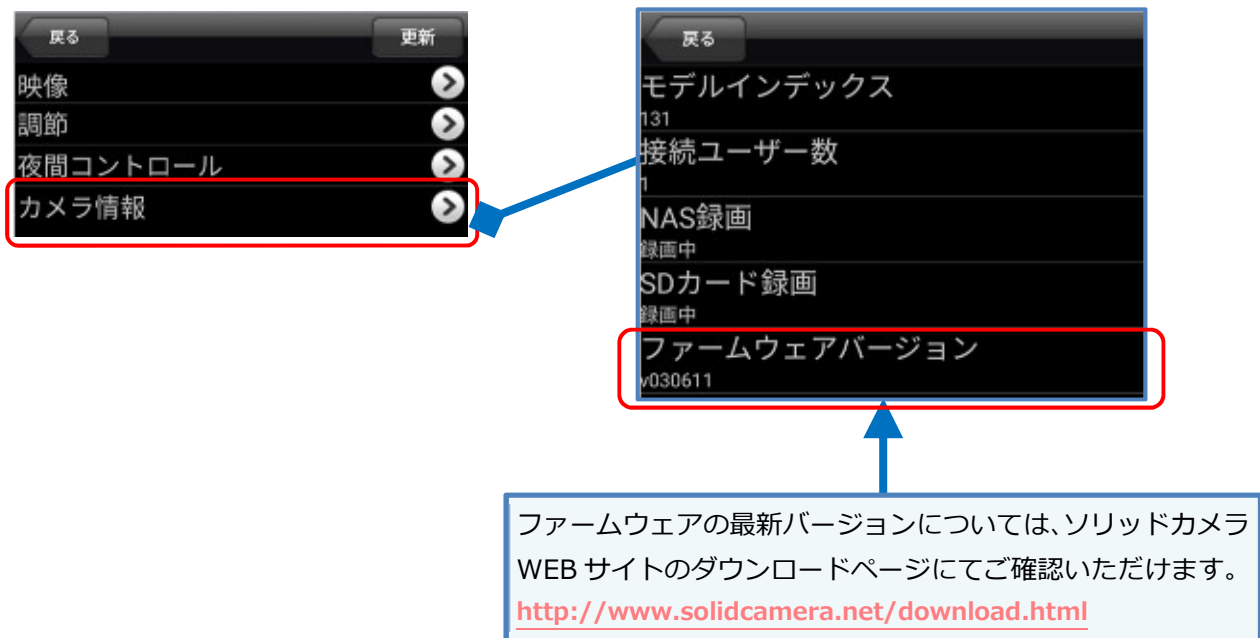 戻る
更新
映像
調節
夜間コントロール
カメラ情報
戻る
モデルインデックス
131
接続ユーザー数
1
NAS録画
録画中
SDカード録画
録画中
ファームウェアバージョン
v030611
ファームウェアの最新バージョンについては、ソリッドカメラ
WEB サイトのダウンロードページにてご確認いただけます。
http://www.solidcamera.net/download.html